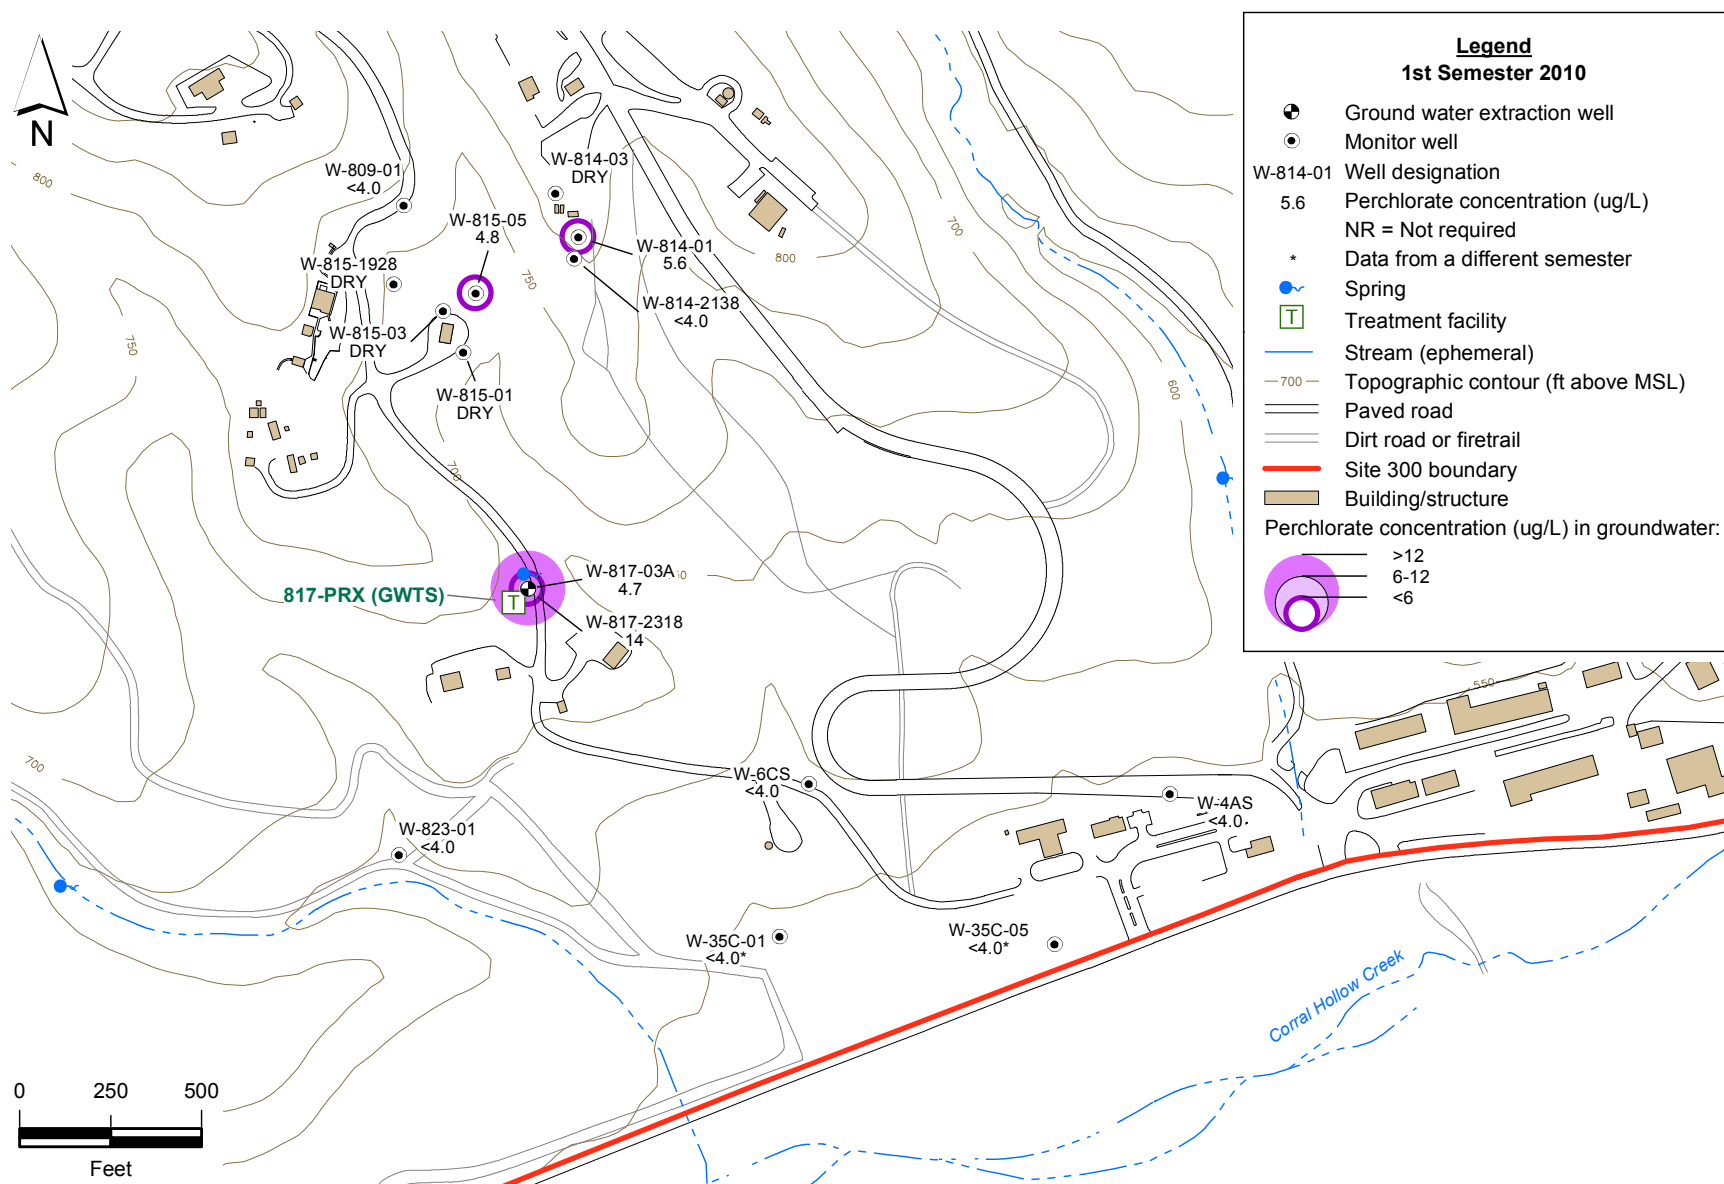 N
800
W-809-01
<4.0
W-814-03
DRY
W-815-05
4.8
W-814-01
5.6
W-815-1928
DRY
W-814-2138
<4.0
W-815-03
DRY
W-815-01
DRY
750
750
800
700
600
700
817-PRX (GWTS)
T
W-817-03A
4.7
W-817-2318
14
700
W-6CS
<4.0
W-4AS
<4.0
W-823-01
<4.0
W-35C-01
<4.0*
W-35C-05
<4.0*
550
Corral Hollow Creek
0 250 500
Feet
Legend
1st Semester 2010
Ground water extraction well
Monitor well
W-814-01 Well designation
5.6 Perchlorate concentration (ug/L)
NR = Not required
* Data from a different semester
Spring
T Treatment facility
Stream (ephemeral)
700 Topographic contour (ft above MSL)
Paved road
Dirt road or firetrail
Site 300 boundary
Building/structure
Perchlorate concentration (ug/L) in groundwater:
>12
6-12
<6